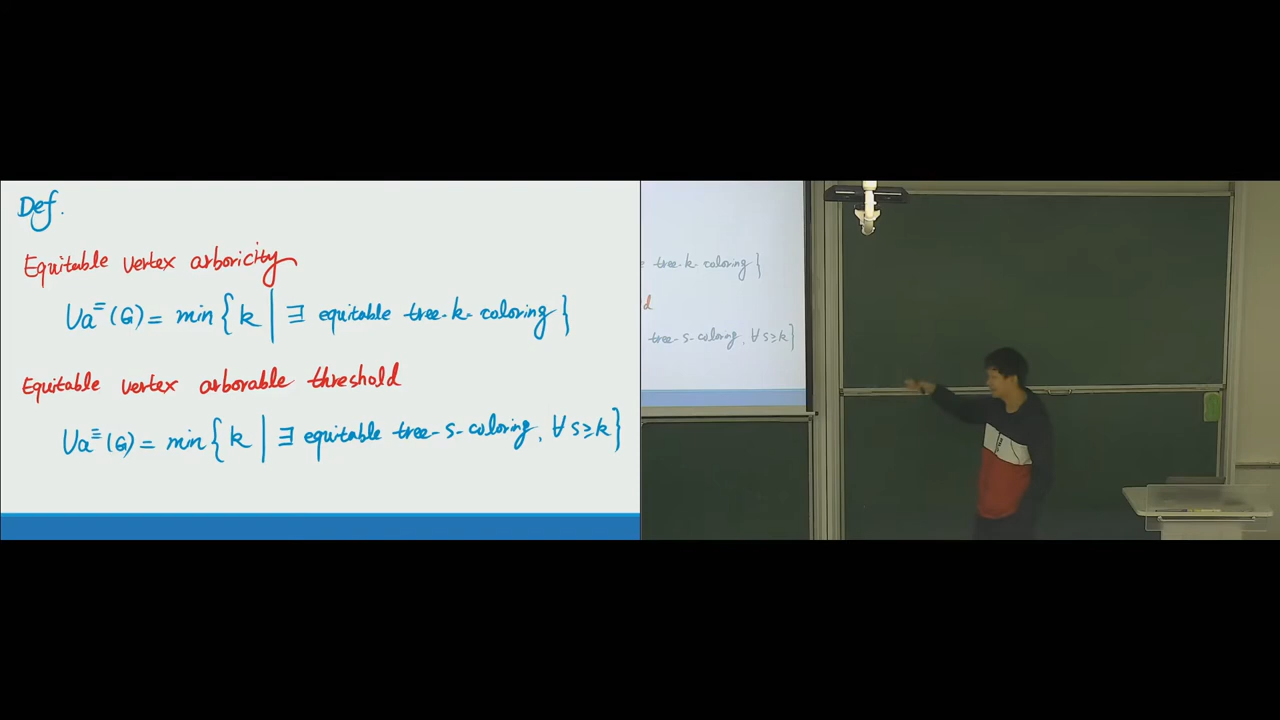 Def.
Equitable vertex arboricity
Va⁼(G) = min{ k | ∃ equitable tree-k-coloring }
Equitable vertex arborable threshold
Va≡(G) = min{ k | ∃ equitable tree-s-coloring, ∀ s≥k }
tree-k-coloring }
d
tree-s-coloring, ∀ s≥k }